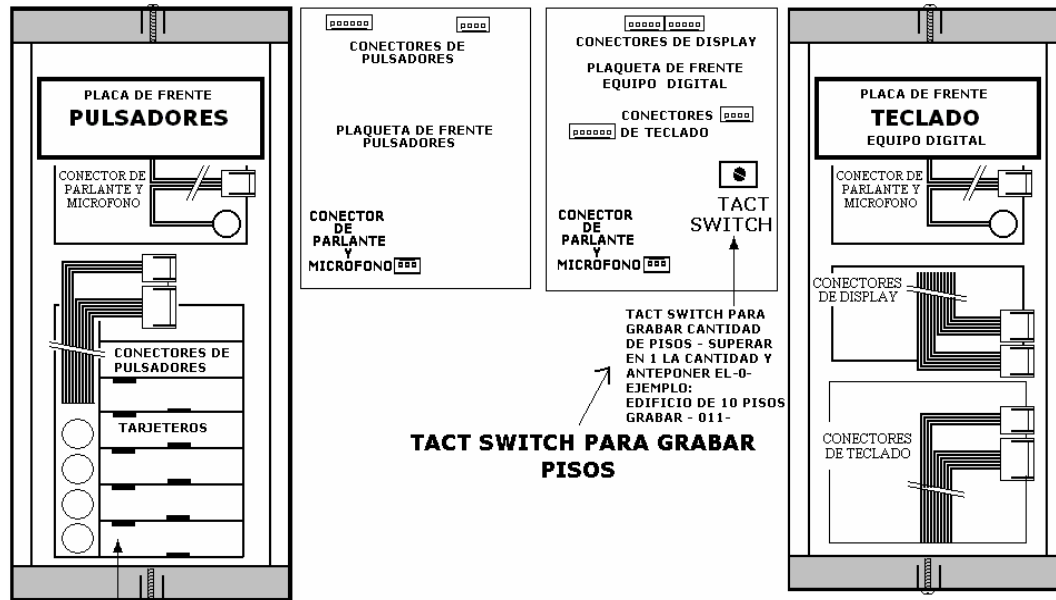 PLACA DE FRENTE
PULSADORES
CONECTOR DE
PARLANTE Y
MICROFONO
CONECTORES DE
PULSADORES
TARJETEROS
CONECTORES DE
PULSADORES
PLAQUETA DE FRENTE
PULSADORES
CONECTOR
DE
PARLANTE
Y
MICROFONO
CONECTORES DE DISPLAY
PLAQUETA DE FRENTE
EQUIPO DIGITAL
CONECTORES
DE TECLADO
TACT
SWITCH
CONECTOR
DE
PARLANTE
Y
MICROFONO
TACT SWITCH PARA
GRABAR CANTIDAD
DE PISOS - SUPERAR
EN 1 LA CANTIDAD Y
ANTEPONER EL-0-
EJEMPLO:
EDIFICIO DE 10 PISOS
GRABAR - 011-
TACT SWITCH PARA GRABAR
PISOS
PLACA DE FRENTE
TECLADO
EQUIPO DIGITAL
CONECTOR DE
PARLANTE Y
MICROFONO
CONECTORES
DE DISPLAY
CONECTORES
DE TECLADO